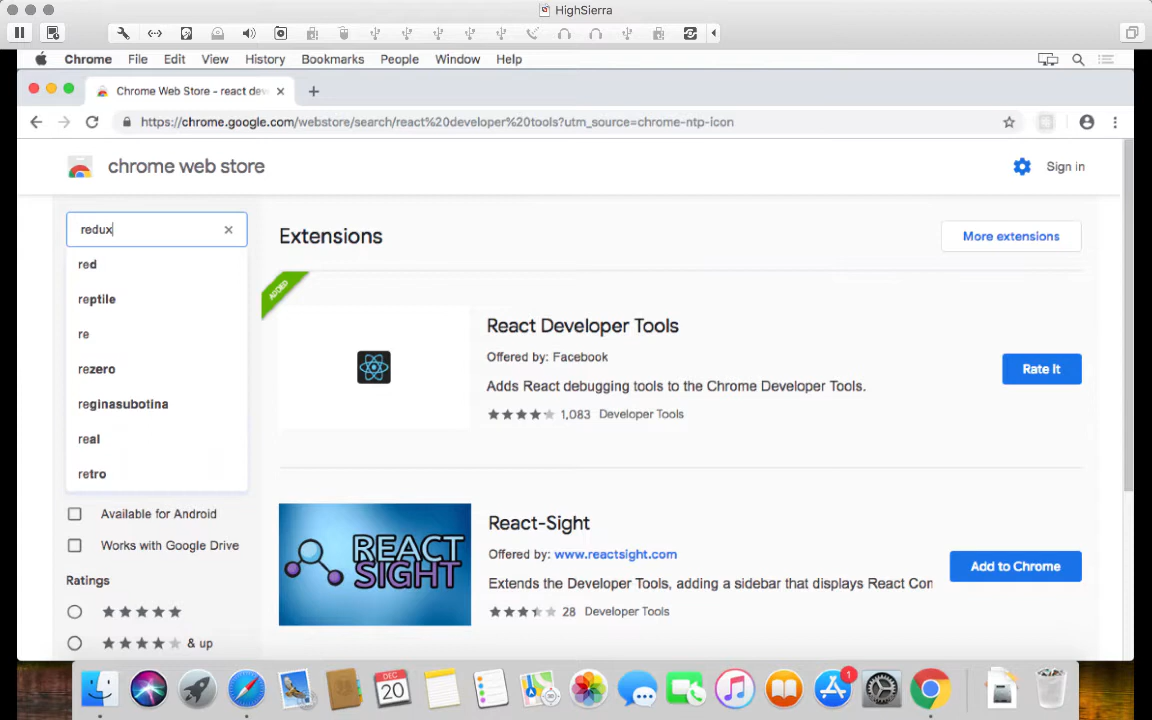 HighSierra
Chrome File Edit View History Bookmarks People Window Help
Chrome Web Store - react dev
https://chrome.google.com/webstore/search/react%20developer%20tools?utm_source=chrome-ntp-icon
chrome web store
Sign in
redux
red
reptile
re
rezero
reginasubotina
real
retro
Available for Android
Works with Google Drive
Ratings
& up
Extensions
More extensions
ADDED
React Developer Tools
Offered by: Facebook
Adds React debugging tools to the Chrome Developer Tools.
1,083 Developer Tools
Rate It
REACT
SIGHT
React-Sight
Offered by: www.reactsight.com
Extends the Developer Tools, adding a sidebar that displays React Con
28 Developer Tools
Add to Chrome
DEC
20
1